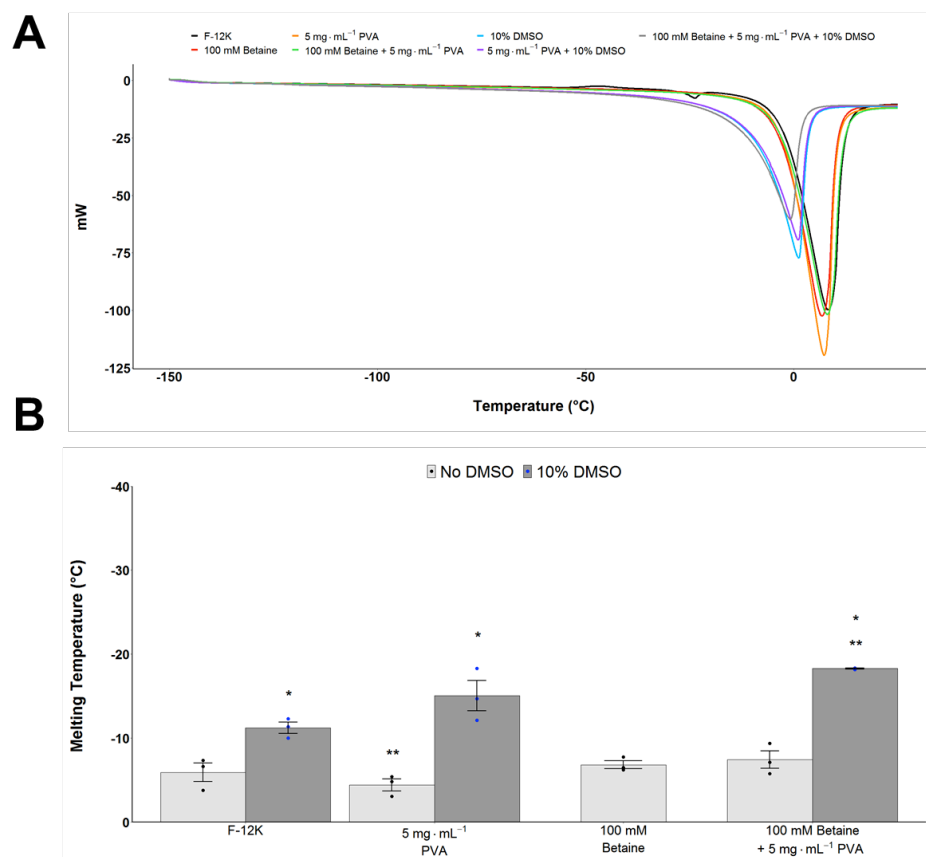 A
F-12K 5 mg · mL⁻¹ PVA 10% DMSO 100 mM Betaine + 5 mg · mL⁻¹ PVA + 10% DMSO
100 mM Betaine 100 mM Betaine + 5 mg · mL⁻¹ PVA 5 mg · mL⁻¹ PVA + 10% DMSO
0
-25
-50
-75
-100
-125
mW
-150 -100 -50 0
Temperature (°C)
B
No DMSO 10% DMSO
-40
-30
-20
-10
0
Melting Temperature (°C)
*
**
*
*
**
F-12K 5 mg · mL⁻¹ 100 mM 100 mM Betaine
PVA Betaine + 5 mg · mL⁻¹ PVA